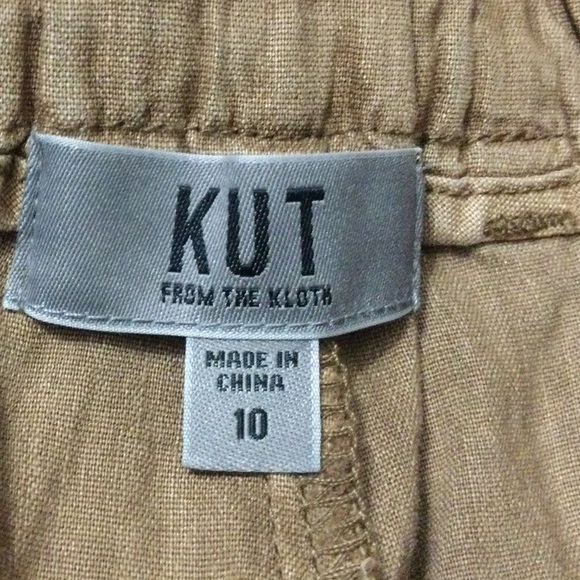 KUT
FROM THE KLOTH
MADE IN
CHINA
10